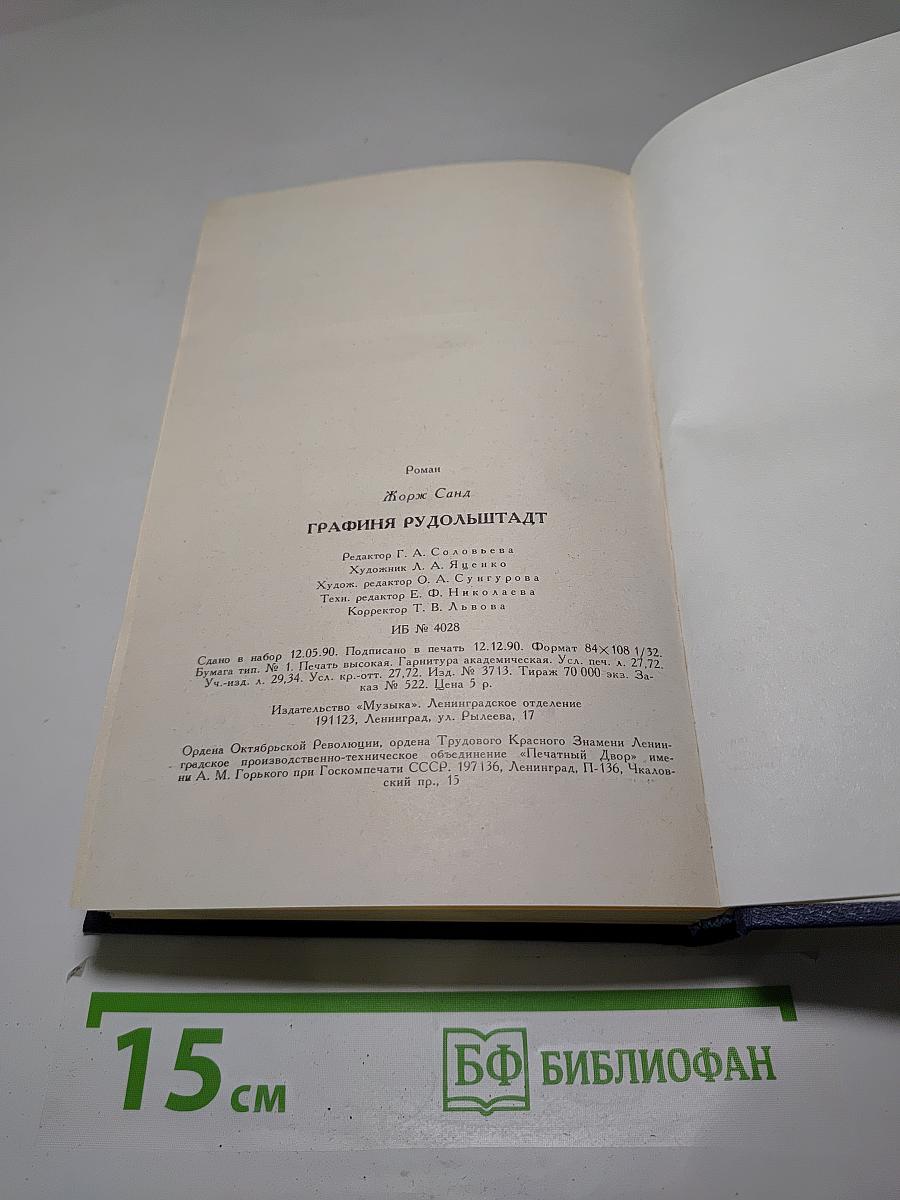 Роман
Жорж Санд
ГРАФИНЯ РУДОЛЬШТАДТ
Редактор Г. А. Соловьева
Художник Л. А. Яценко
Худож. редактор О. А. Сунгурова
Техн. редактор Е. Ф. Николаева
Корректор Т. В. Львова
ИБ № 4028
Сдано в набор 12.05.90. Подписано в печать 12.12.90. Формат 84×108 1/32.
Бумага тип. № 1. Печать высокая. Гарнитура академическая. Усл. печ. л. 27,72.
Уч.-изд. л. 29,34. Усл. кр.-отт. 27,72. Изд. № 3713. Тираж 70 000 экз. За-
каз № 522. Цена 5 р.
Издательство «Музыка». Ленинградское отделение
191123, Ленинград, ул. Рылеева, 17
Ордена Октябрьской Революции, ордена Трудового Красного Знамени Ленин-
градское производственно-техническое объединение «Печатный Двор» име-
ни А. М. Горького при Госкомпечати СССР. 197136, Ленинград, П-136, Чкалов-
ский пр., 15
15 см
БФ БИБЛИОФАН